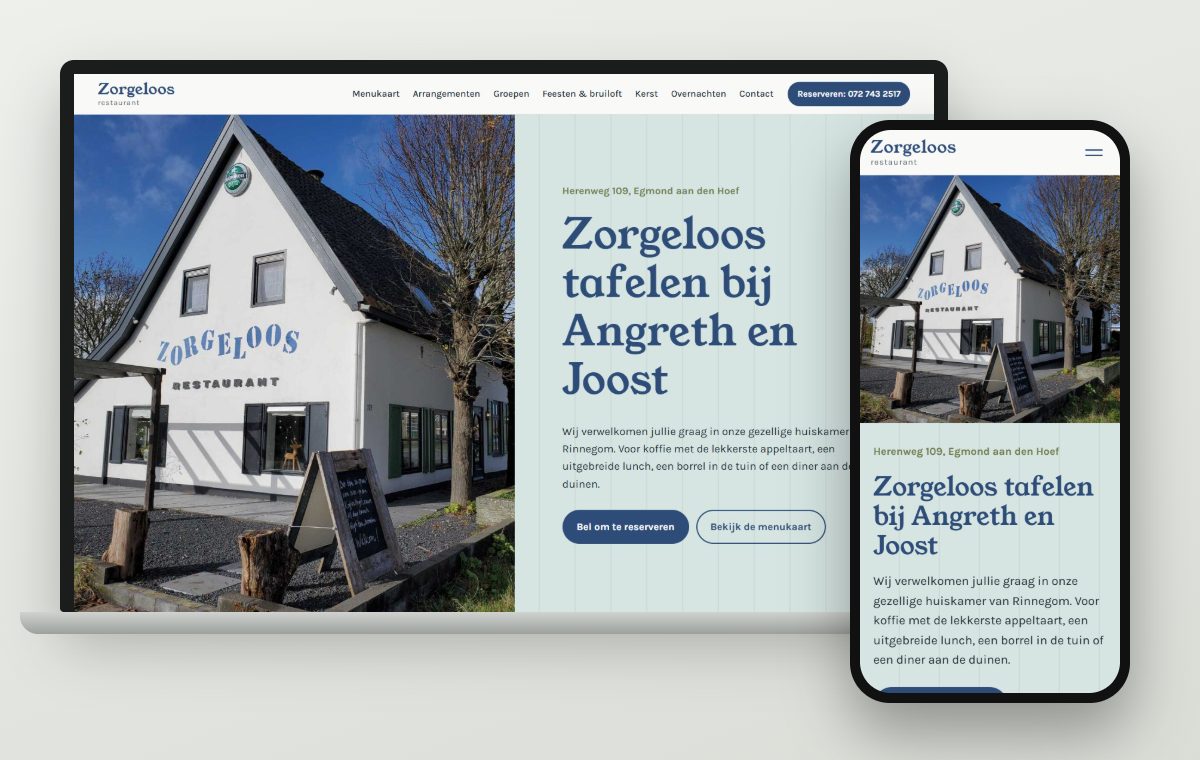 Zorgeloos
restaurant
Menukaart Arrangementen Groepen Feesten & bruiloft Kerst Overnachten Contact Reserveren: 072 743 2517
ZORGELOOS
RESTAURANT
Herenweg 109, Egmond aan den Hoef
Zorgeloos
tafelen bij
Angreth en
Joost
Wij verwelkomen jullie graag in onze gezellige huiskamer
Rinnegom. Voor koffie met de lekkerste appeltaart, een
uitgebreide lunch, een borrel in de tuin of een diner aan de
duinen.
Bel om te reserveren Bekijk de menukaart
Zorgeloos
restaurant
ZORGELOOS
RESTAURANT
Herenweg 109, Egmond aan den Hoef
Zorgeloos tafelen
bij Angreth en
Joost
Wij verwelkomen jullie graag in onze
gezellige huiskamer van Rinnegom. Voor
koffie met de lekkerste appeltaart, een
uitgebreide lunch, een borrel in de tuin of
een diner aan de duinen.